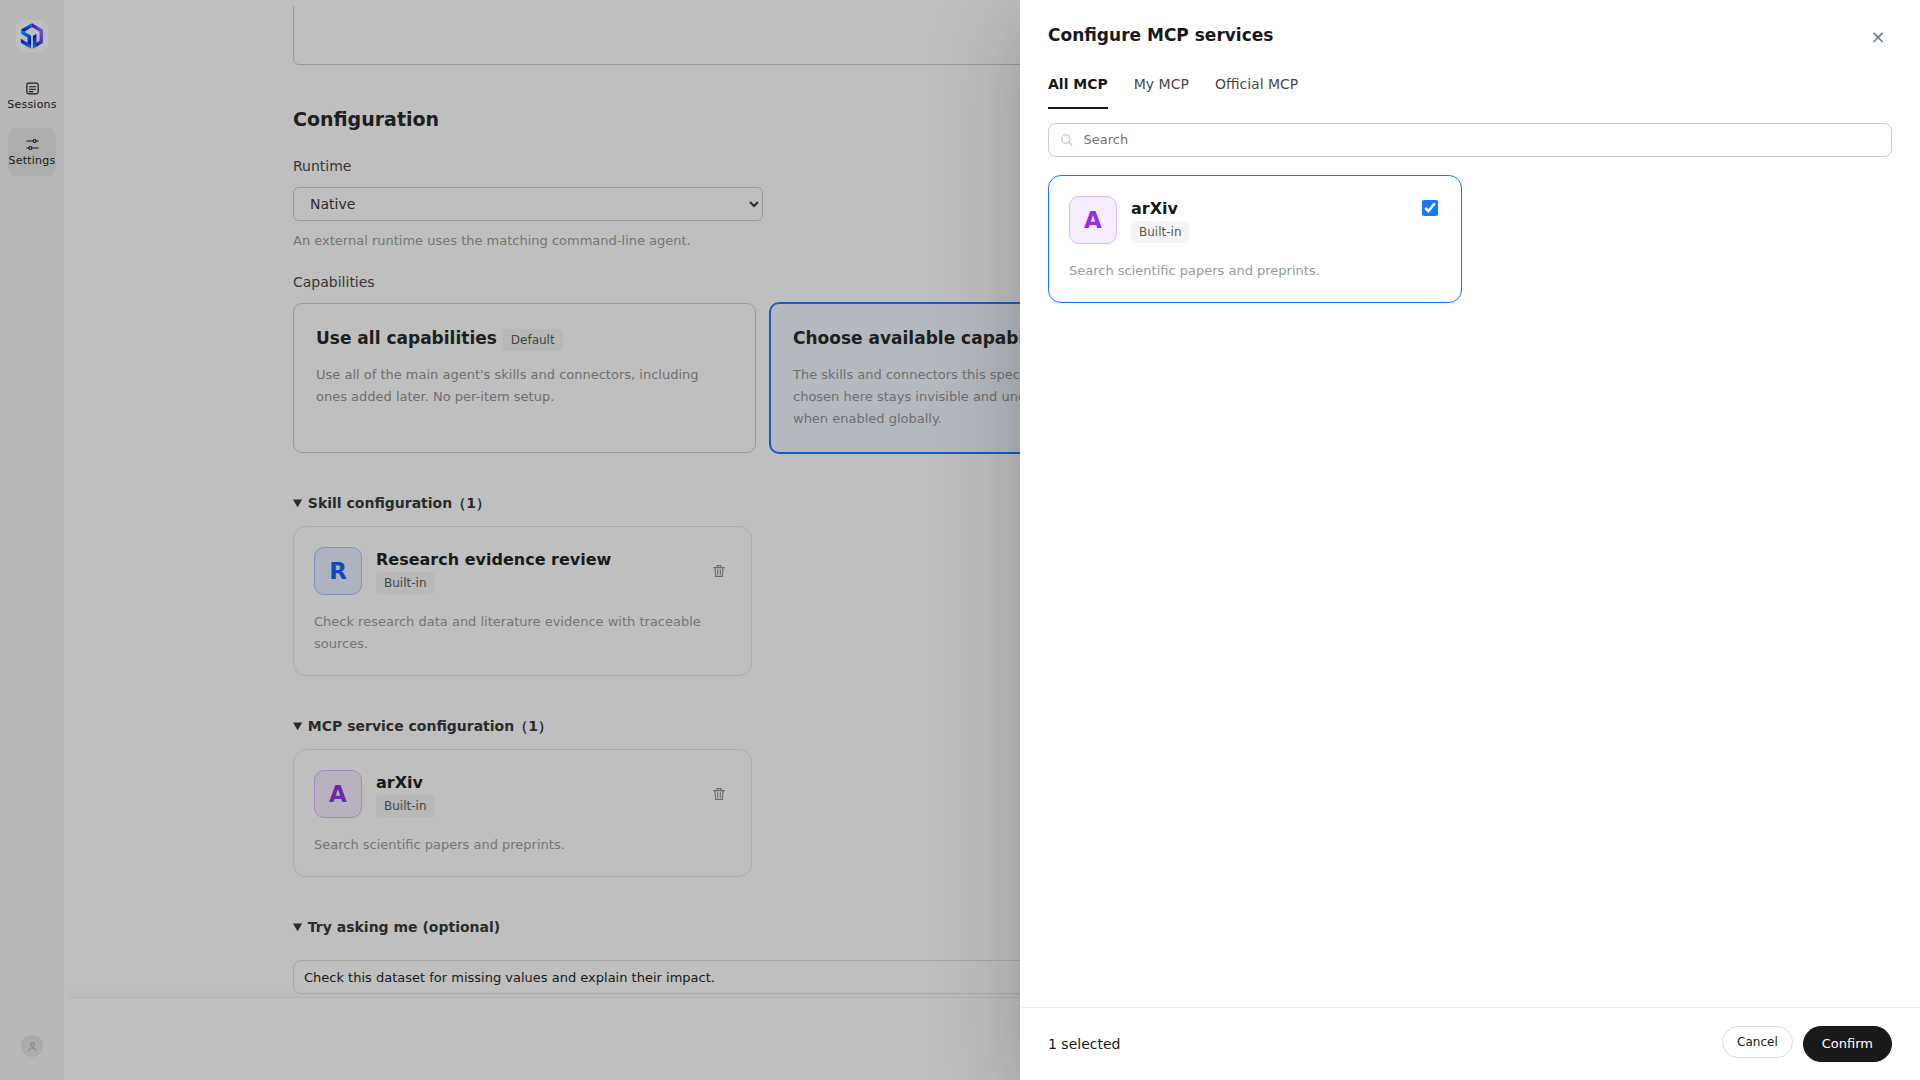 Sessions
Settings
Configuration
Runtime
Native
An external runtime uses the matching command-line agent.
Capabilities
Use all capabilities Default
Use all of the main agent's skills and connectors, including
ones added later. No per-item setup.
Choose available capab
The skills and connectors this spec
chosen here stays invisible and un
when enabled globally.
Skill configuration（1）
R
Research evidence review
Built-in
Check research data and literature evidence with traceable
sources.
MCP service configuration（1）
A
arXiv
Built-in
Search scientific papers and preprints.
Try asking me (optional)
Check this dataset for missing values and explain their impact.
Configure MCP services
All MCP My MCP Official MCP
Search
A
arXiv
Built-in
Search scientific papers and preprints.
1 selected
Cancel
Confirm